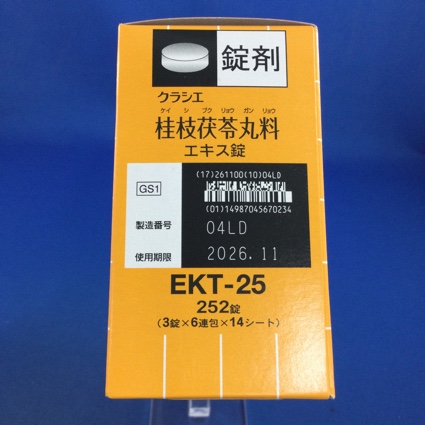 錠剤
クラシエ
ケイ シ ブク リョウ ガン リョウ
桂枝茯苓丸料
エキス錠
(17)261100(10)04LD
GS1
(01)14987045670234
製造番号 04LD
使用期限 2026.11
EKT-25
252錠
(3錠×6連包×14シート)